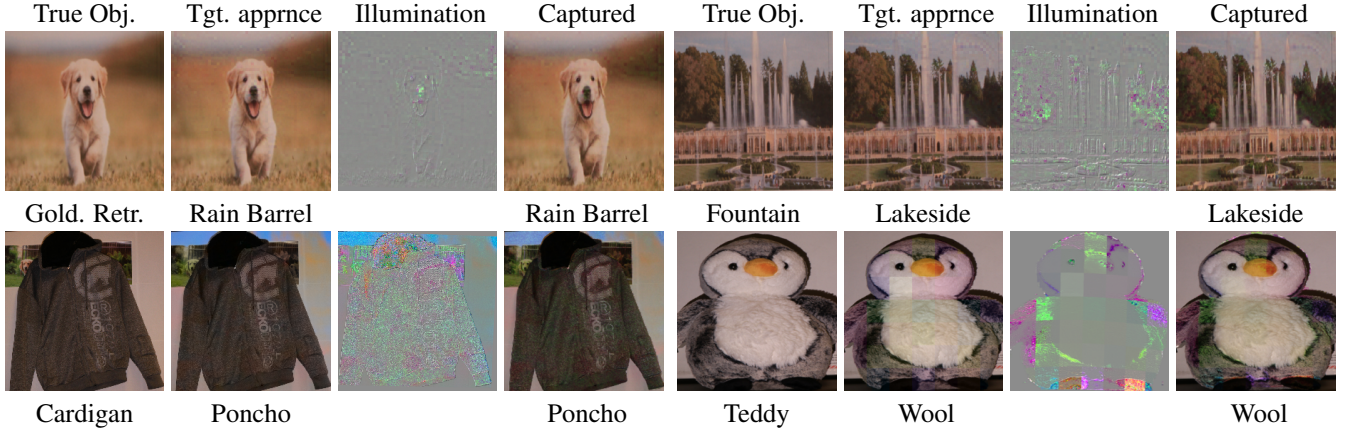 True Obj. Tgt. apprnce Illumination Captured True Obj. Tgt. apprnce Illumination Captured
Gold. Retr. Rain Barrel Rain Barrel Fountain Lakeside Lakeside
Cardigan Poncho Poncho Teddy Wool Wool